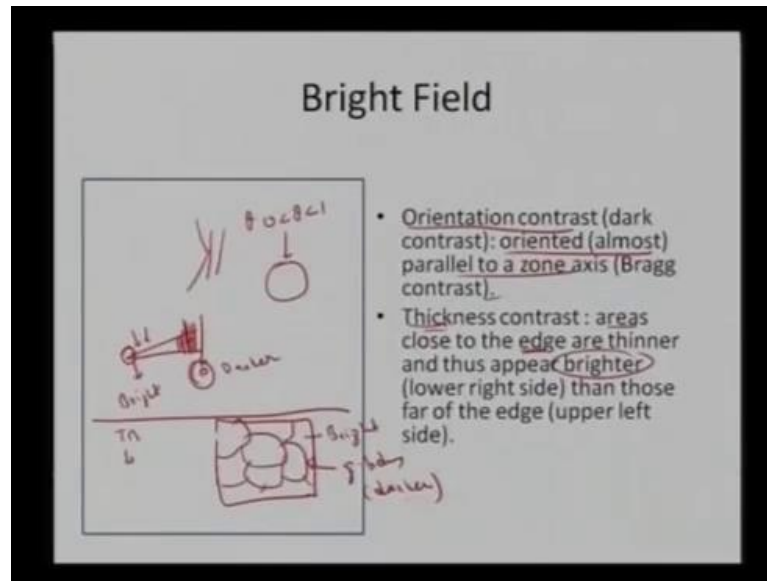 Bright Field
• Orientation contrast (dark
contrast): oriented (almost)
parallel to a zone axis (Bragg
contrast).
• Thickness contrast : areas
close to the edge are thinner
and thus appear brighter
(lower right side) than those
far of the edge (upper left
side).
Darker
Bright
Bright
(darker)